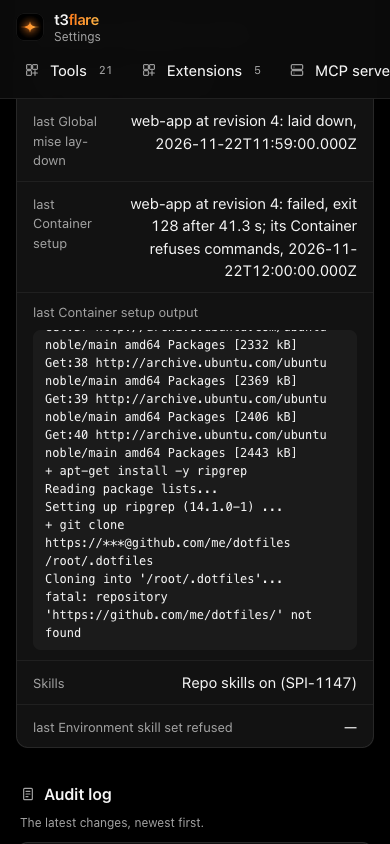 t3flare
Settings
Tools 21 Extensions 5 MCP serve
last Global
mise lay-
down
web-app at revision 4: laid down,
2026-11-22T11:59:00.000Z
last
Container
setup
web-app at revision 4: failed, exit
128 after 41.3 s; its Container
refuses commands, 2026-11-
22T12:00:00.000Z
last Container setup output
noble/main amd64 Packages [2332 kB]
Get:38 http://archive.ubuntu.com/ubuntu
noble/main amd64 Packages [2369 kB]
Get:39 http://archive.ubuntu.com/ubuntu
noble/main amd64 Packages [2406 kB]
Get:40 http://archive.ubuntu.com/ubuntu
noble/main amd64 Packages [2443 kB]
+ apt-get install -y ripgrep
Reading package lists...
Setting up ripgrep (14.1.0-1) ...
+ git clone
https://***@github.com/me/dotfiles
/root/.dotfiles
Cloning into '/root/.dotfiles'...
fatal: repository
'https://github.com/me/dotfiles/' not
found
Skills
Repo skills on (SPI-1147)
last Environment skill set refused
—
Audit log
The latest changes, newest first.